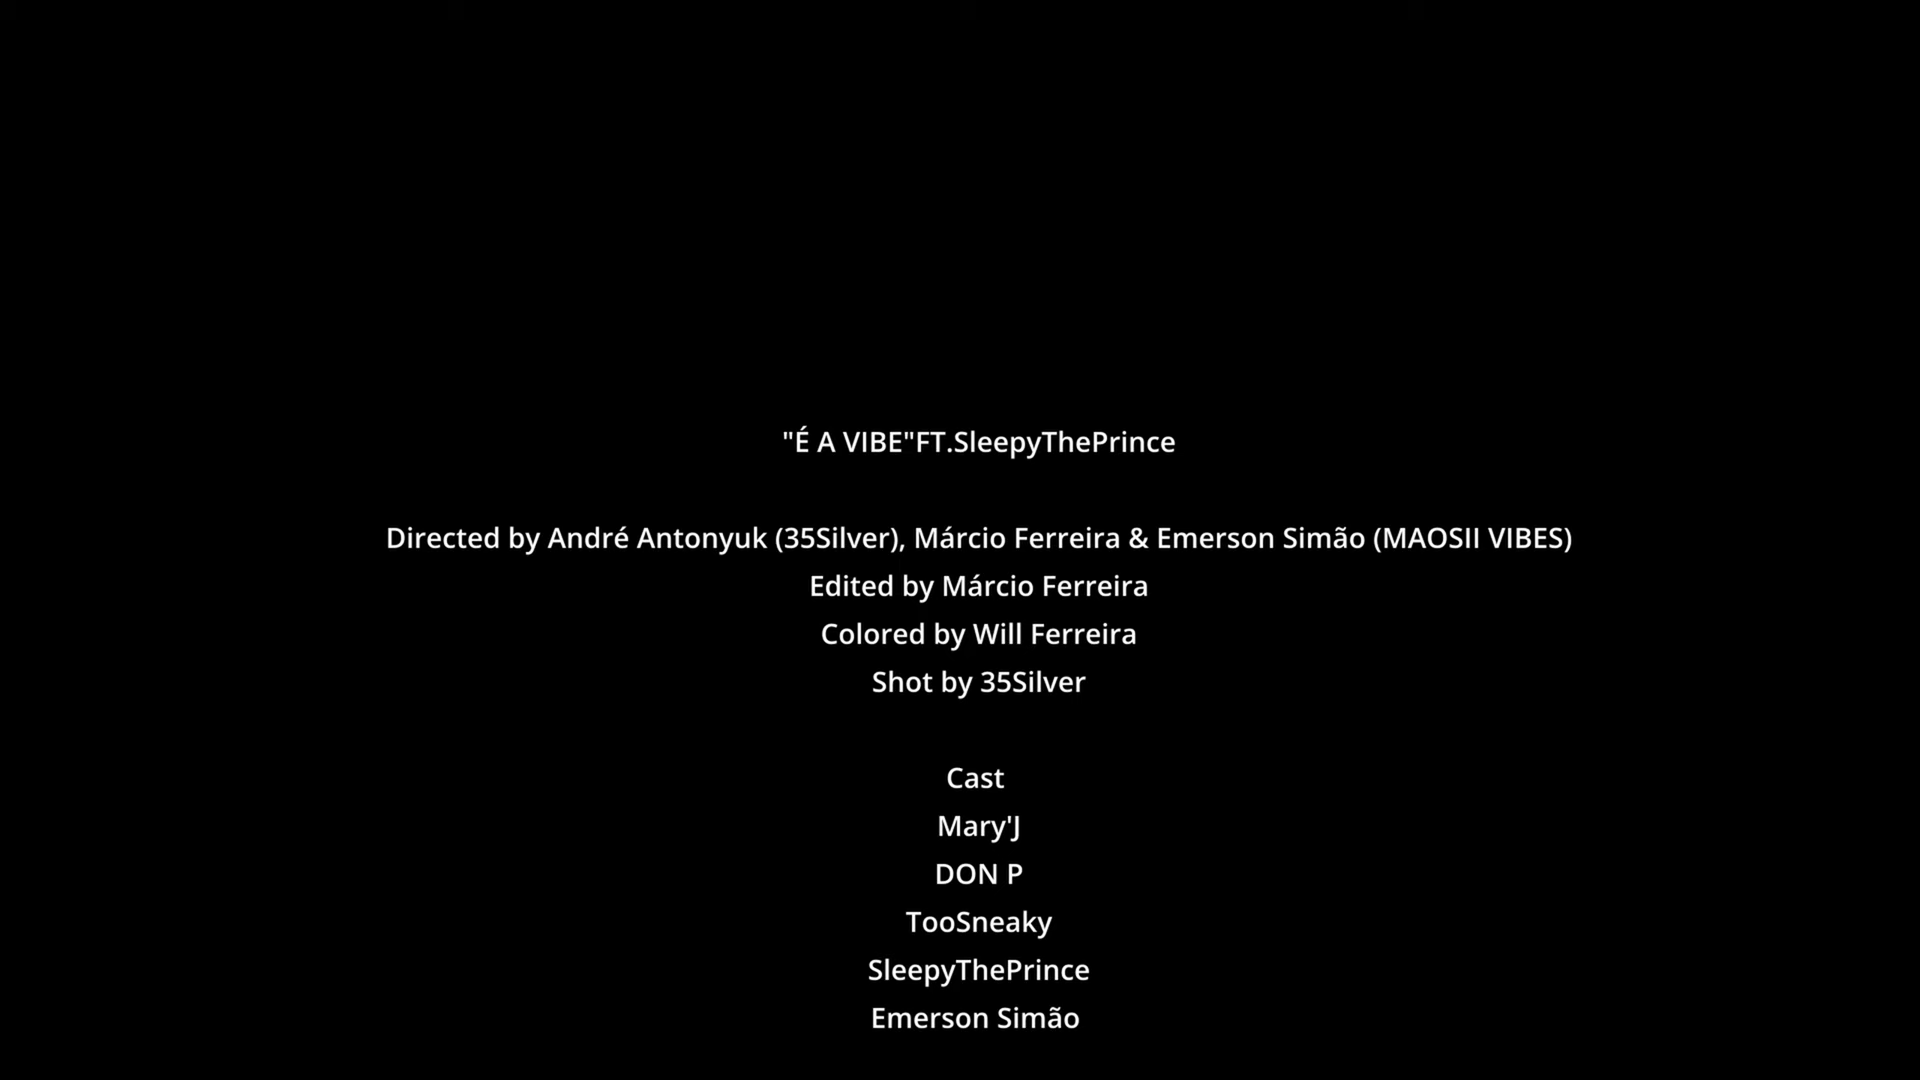 "É A VIBE"FT.SleepyThePrince
Directed by André Antonyuk (35Silver), Márcio Ferreira & Emerson Simão (MAOSII VIBES)
Edited by Márcio Ferreira
Colored by Will Ferreira
Shot by 35Silver
Cast
Mary'J
DON P
TooSneaky
SleepyThePrince
Emerson Simão